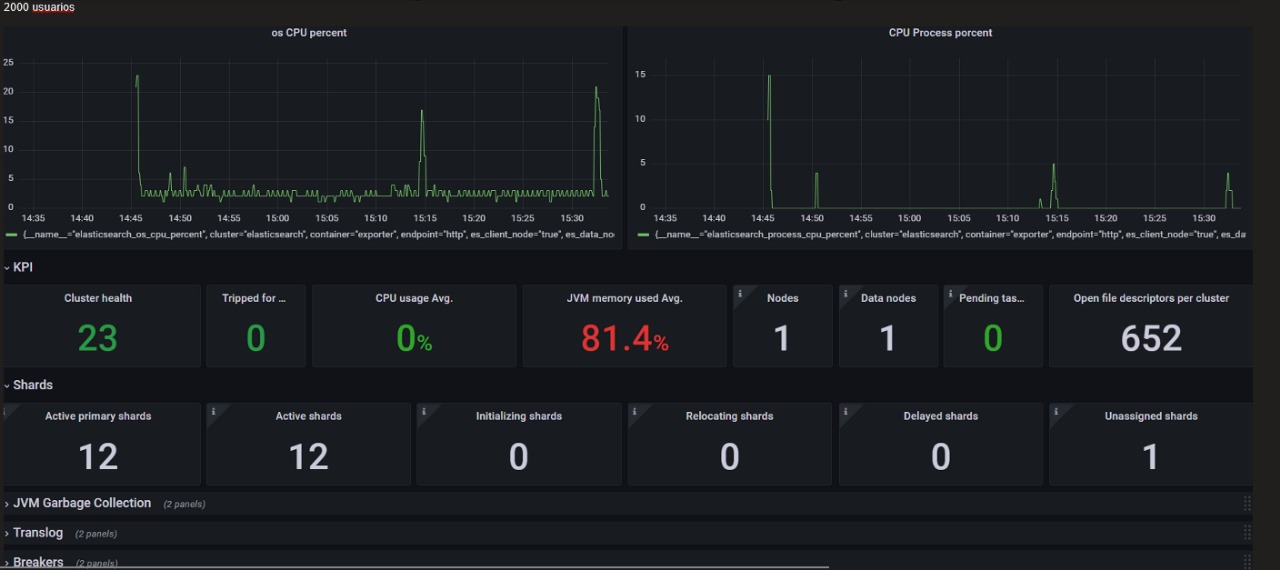 2000 usuarios
os CPU percent
25
20
15
10
5
0
14:35 14:40 14:45 14:50 14:55 15:00 15:05 15:10 15:15 15:20 15:25 15:30
{__name__="elasticsearch_os_cpu_percent", cluster="elasticsearch", container="exporter", endpoint="http", es_client_node="true", es_data_no
CPU Process porcent
15
10
5
0
14:35 14:40 14:45 14:50 14:55 15:00 15:05 15:10 15:15 15:20 15:25 15:30
{__name__="elasticsearch_process_cpu_percent", cluster="elasticsearch", container="exporter", endpoint="http", es_client_node="true", es_da
KPI
Cluster health
23
Tripped for ...
0
CPU usage Avg.
0%
JVM memory used Avg.
81.4%
Nodes
1
Data nodes
1
Pending tas...
0
Open file descriptors per cluster
652
Shards
Active primary shards
12
Active shards
12
Initializing shards
0
Relocating shards
0
Delayed shards
0
Unassigned shards
1
JVM Garbage Collection (2 panels)
Translog (2 panels)
Breakers (2 panels)